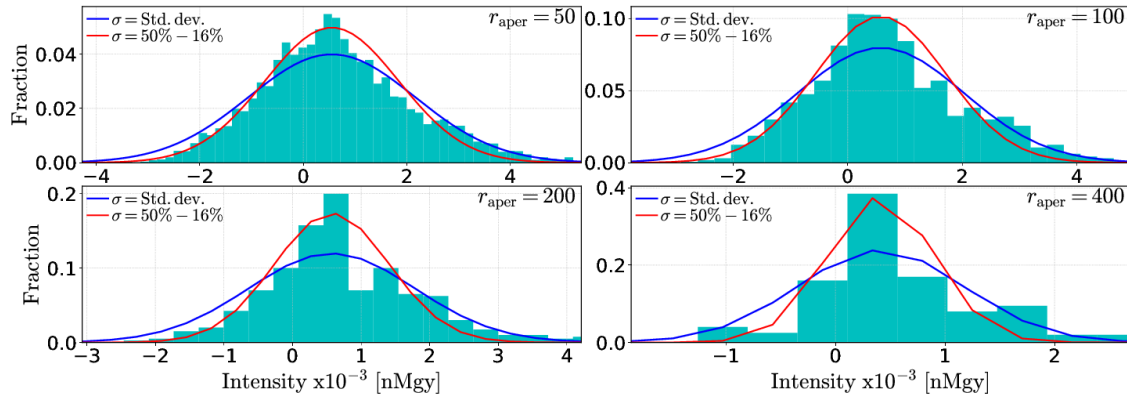 σ = Std. dev.
σ = 50% − 16%
r_aper = 50
Fraction
0.04
0.02
0.00
−4 −2 0 2 4
σ = Std. dev.
σ = 50% − 16%
r_aper = 100
0.10
0.05
0.00
−2 0 2 4
σ = Std. dev.
σ = 50% − 16%
r_aper = 200
Fraction
0.2
0.1
0.0
−3 −2 −1 0 1 2 3 4
Intensity x10⁻³ [nMgy]
σ = Std. dev.
σ = 50% − 16%
r_aper = 400
0.4
0.2
0.0
−1 0 1 2
Intensity x10⁻³ [nMgy]